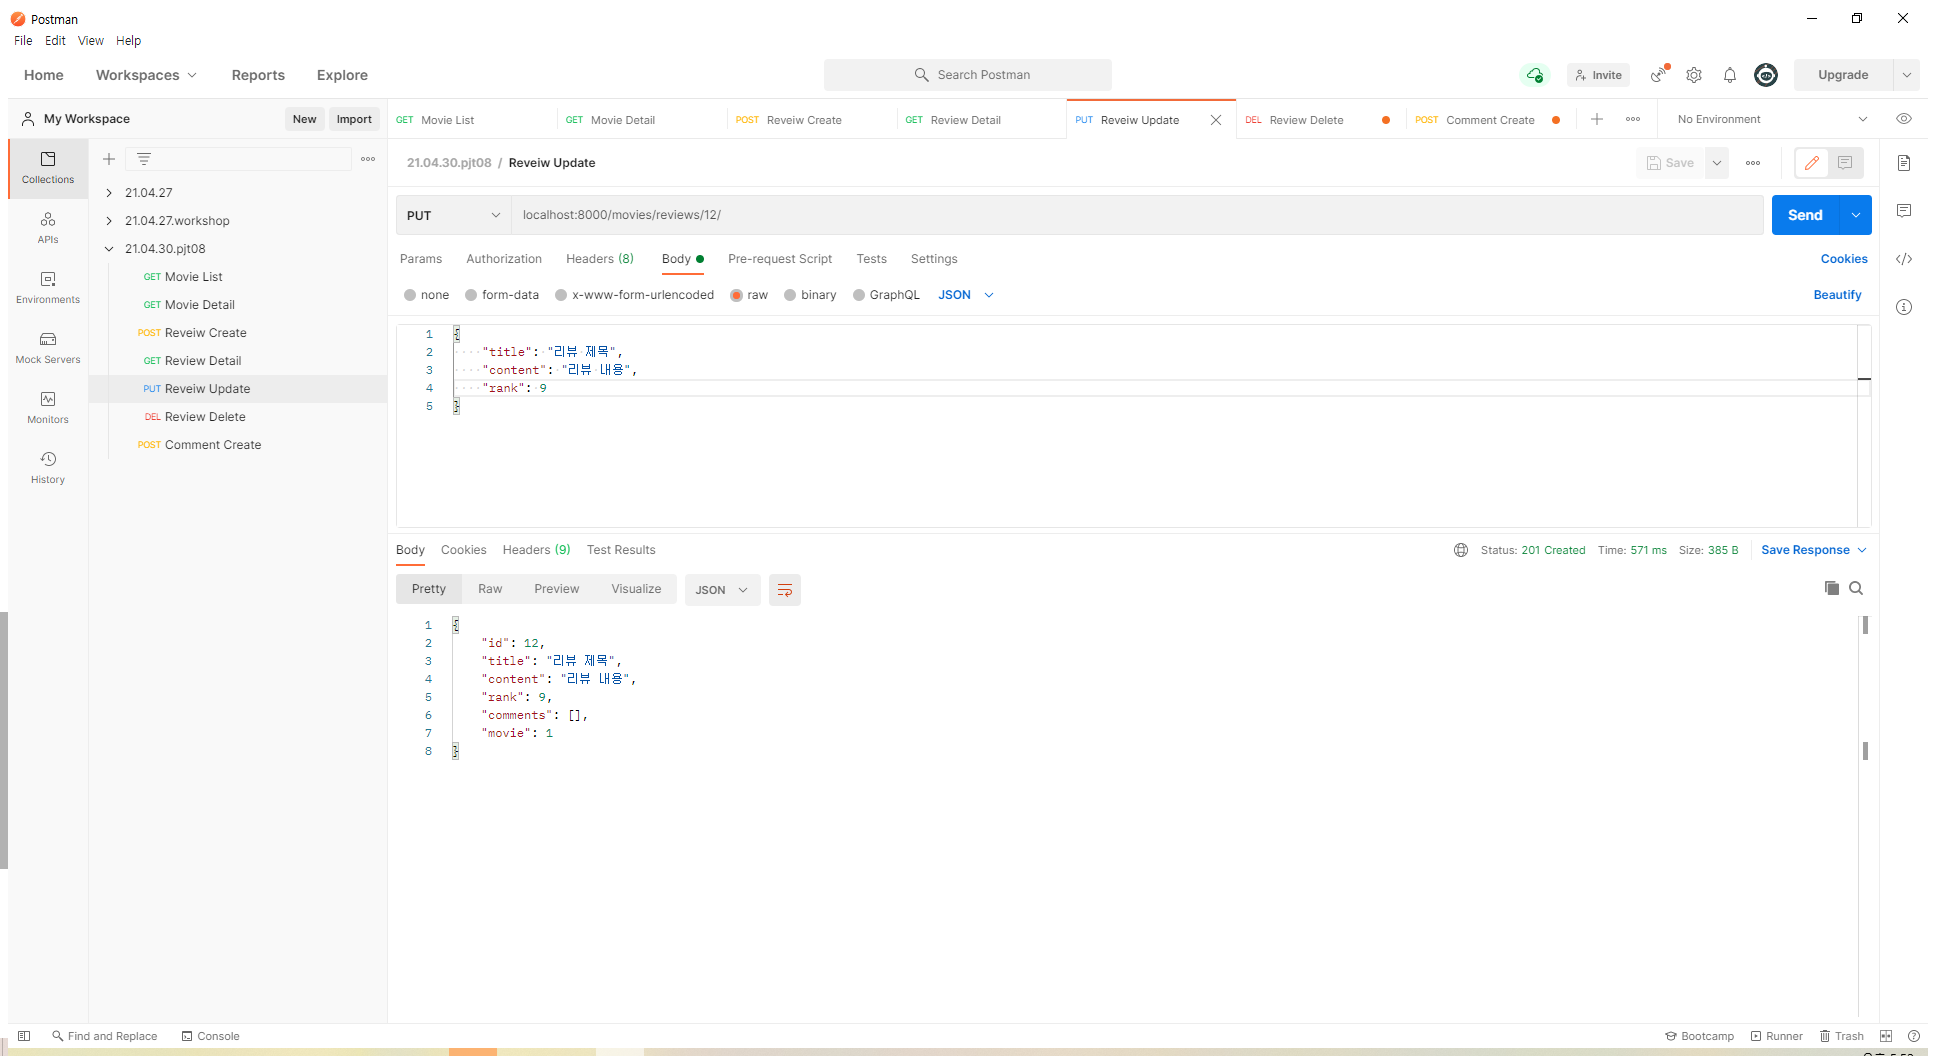 Postman
File Edit View Help
Home Workspaces Reports Explore Search Postman Invite Upgrade
My Workspace New Import GET Movie List GET Movie Detail POST Reveiw Create GET Review Detail PUT Reveiw Update DEL Review Delete POST Comment Create No Environment
21.04.30.pjt08 / Reveiw Update Save
Collections
APIs
Environments
Mock Servers
Monitors
History
21.04.27
21.04.27.workshop
21.04.30.pjt08
GET Movie List
GET Movie Detail
POST Reveiw Create
GET Review Detail
PUT Reveiw Update
DEL Review Delete
POST Comment Create
PUT localhost:8000/movies/reviews/12/ Send
Params Authorization Headers (8) Body Pre-request Script Tests Settings Cookies
none form-data x-www-form-urlencoded raw binary GraphQL JSON Beautify
1 {
2 "title": "리뷰 제목",
3 "content": "리뷰 내용",
4 "rank": 9
5 }
Body Cookies Headers (9) Test Results Status: 201 Created Time: 571 ms Size: 385 B Save Response
Pretty Raw Preview Visualize JSON
1 {
2 "id": 12,
3 "title": "리뷰 제목",
4 "content": "리뷰 내용",
5 "rank": 9,
6 "comments": [],
7 "movie": 1
8 }
Find and Replace Console Bootcamp Runner Trash